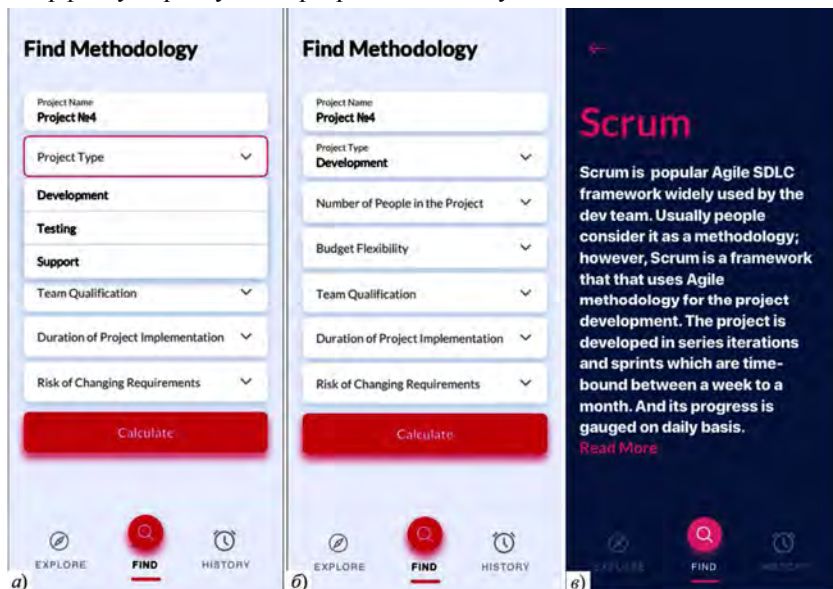 Find Methodology
Project Name
Project №4
Project Type
Development
Testing
Support
Team Qualification
Duration of Project Implementation
Risk of Changing Requirements
Calculate
EXPLORE
FIND
HISTORY
а)
Find Methodology
Project Name
Project №4
Project Type
Development
Number of People in the Project
Budget Flexibility
Team Qualification
Duration of Project Implementation
Risk of Changing Requirements
Calculate
EXPLORE
FIND
HISTORY
б)
Scrum
Scrum is popular Agile SDLC
framework widely used by the
dev team. Usually people
consider it as a methodology;
however, Scrum is a framework
that that uses Agile
methodology for the project
development. The project is
developed in series iterations
and sprints which are time-
bound between a week to a
month. And its progress is
gauged on daily basis.
Read More
EXPLORE
FIND
HISTORY
в)